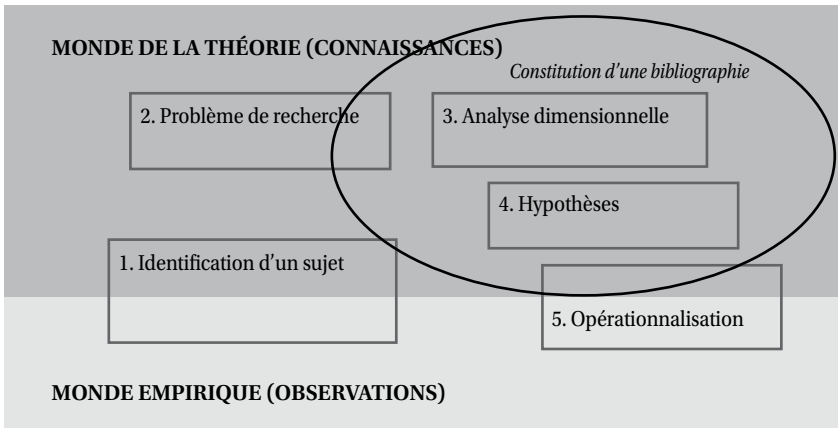 MONDE DE LA THÉORIE (CONNAISSANCES)
Constitution d’une bibliographie
2. Problème de recherche
3. Analyse dimensionnelle
4. Hypothèses
1. Identification d’un sujet
5. Opérationnalisation
MONDE EMPIRIQUE (OBSERVATIONS)